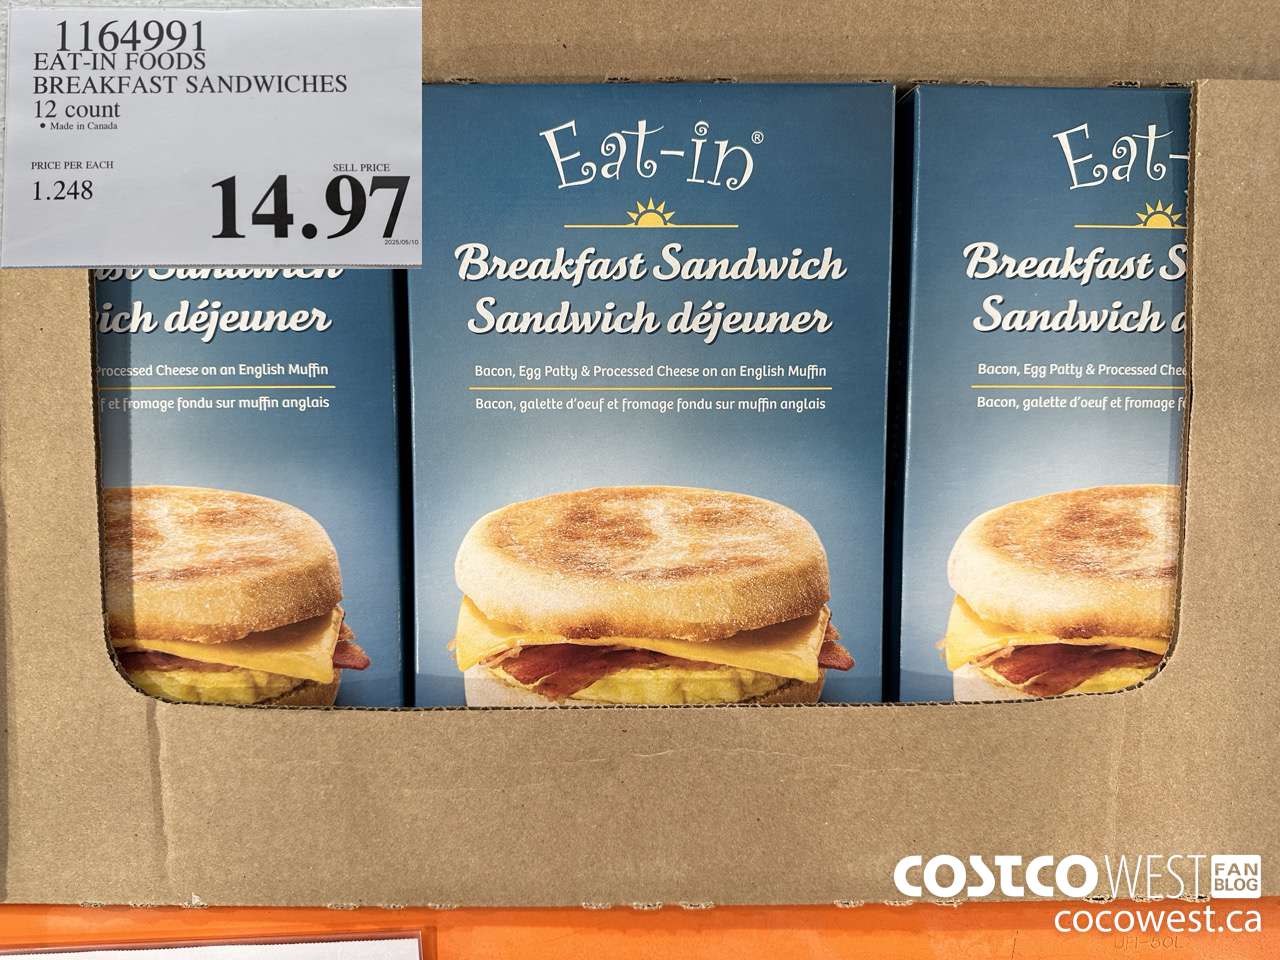 1164991
EAT-IN FOODS
BREAKFAST SANDWICHES
12 count
• Made in Canada
PRICE PER EACH
1.248
SELL PRICE
14.97
2025/05/10
Sandwich
ich déjeuner
Processed Cheese on an English Muffin
f et fromage fondu sur muffin anglais
Eat-in®
Breakfast Sandwich
Sandwich déjeuner
Bacon, Egg Patty & Processed Cheese on an English Muffin
Bacon, galette d'oeuf et fromage fondu sur muffin anglais
Eat-
Breakfast S
Sandwich d
Bacon, Egg Patty & Processed Chee
Bacon, galette d'oeuf et fromage f
COSTCO WEST FAN BLOG
cocowest.ca